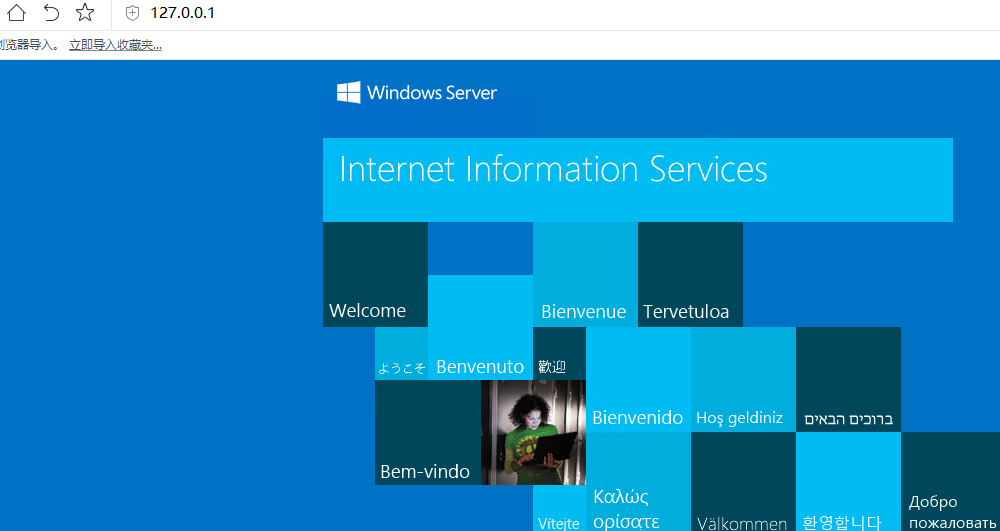 127.0.0.1
浏览器导入。 立即导入收藏夹...
Windows Server
Internet Information Services
Welcome
Bienvenue
Tervetuloa
ようこそ
Benvenuto
歡迎
Bienvenido
Hoş geldiniz
ברוכים הבאים
Bem-vindo
Vítejte
Καλώς
ορίσατε
Välkommen
환영합니다
Добро
пожаловать